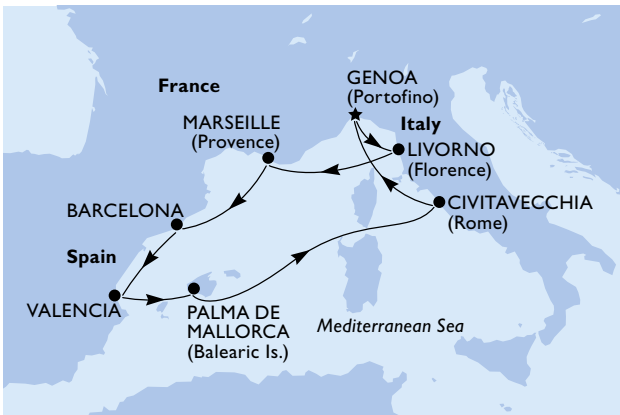 France
GENOA
(Portofino)
MARSEILLE
(Provence)
Italy
LIVORNO
(Florence)
CIVITAVECCHIA
(Rome)
BARCELONA
Spain
VALENCIA
PALMA DE
MALLORCA
(Balearic Is.)
Mediterranean Sea